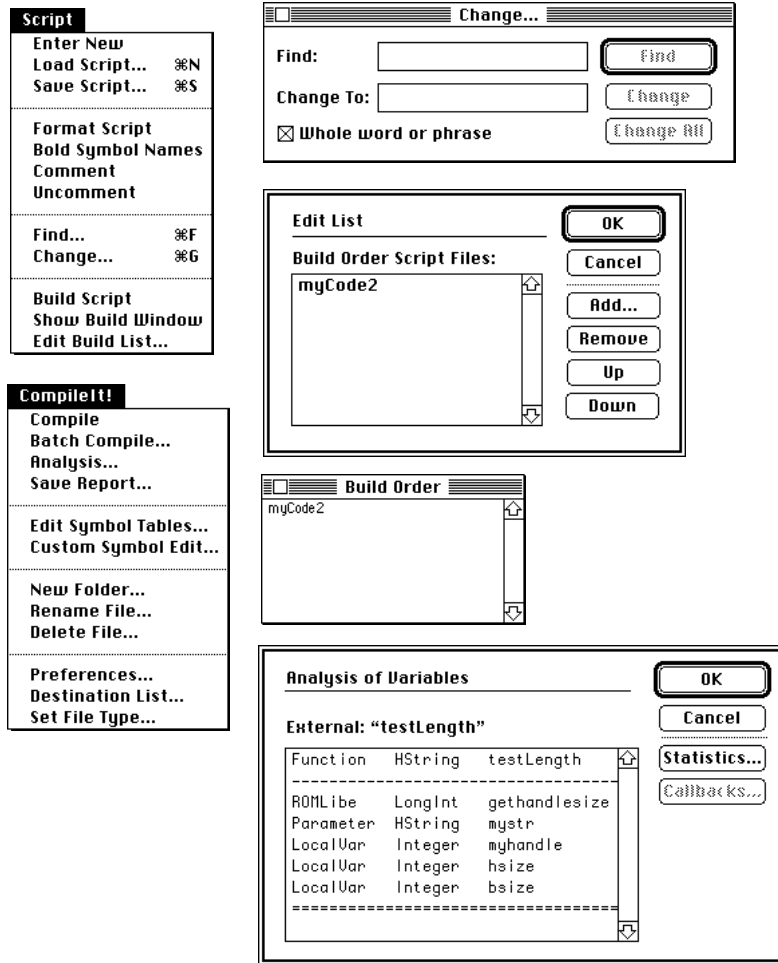 Script
Enter New
Load Script... ⌘N
Save Script... ⌘S
Format Script
Bold Symbol Names
Comment
Uncomment
Find... ⌘F
Change... ⌘G
Build Script
Show Build Window
Edit Build List...
CompileIt!
Compile
Batch Compile...
Analysis...
Save Report...
Edit Symbol Tables...
Custom Symbol Edit...
New Folder...
Rename File...
Delete File...
Preferences...
Destination List...
Set File Type...
Change...
Find:
Find
Change To:
Change
Whole word or phrase
Change All
Edit List
OK
Build Order Script Files:
Cancel
myCode2
Add...
Remove
Up
Down
Build Order
myCode2
Analysis of Variables
OK
Cancel
External: “testLength”
Statistics...
Callbacks...
Function HString testLength
----------------------------------------
ROMLibe LongInt gethandlesize
Parameter HString mystr
LocalVar Integer myhandle
LocalVar Integer hsize
LocalVar Integer bsize
========================================